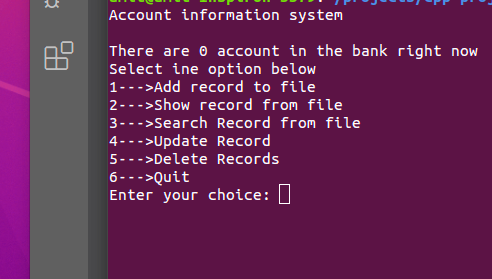 Account information system
There are 0 account in the bank right now
Select ine option below
1--->Add record to file
2--->Show record from file
3--->Search Record from file
4--->Update Record
5--->Delete Records
6--->Quit
Enter your choice: